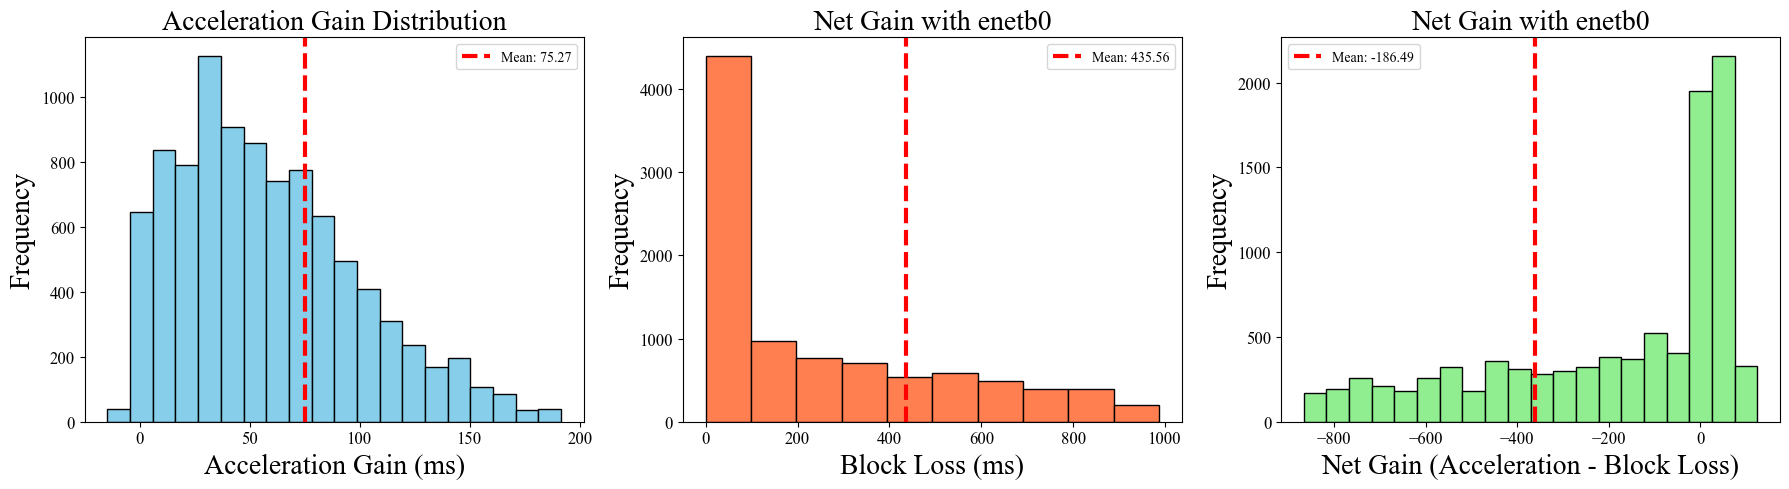 Acceleration Gain Distribution
Mean: 75.27
Frequency
1000
800
600
400
200
0
0
50
100
150
200
Acceleration Gain (ms)
Net Gain with enetb0
Mean: 435.56
Frequency
4000
3000
2000
1000
0
0
200
400
600
800
1000
Block Loss (ms)
Net Gain with enetb0
Mean: -186.49
Frequency
2000
1500
1000
500
0
−800
−600
−400
−200
0
Net Gain (Acceleration - Block Loss)